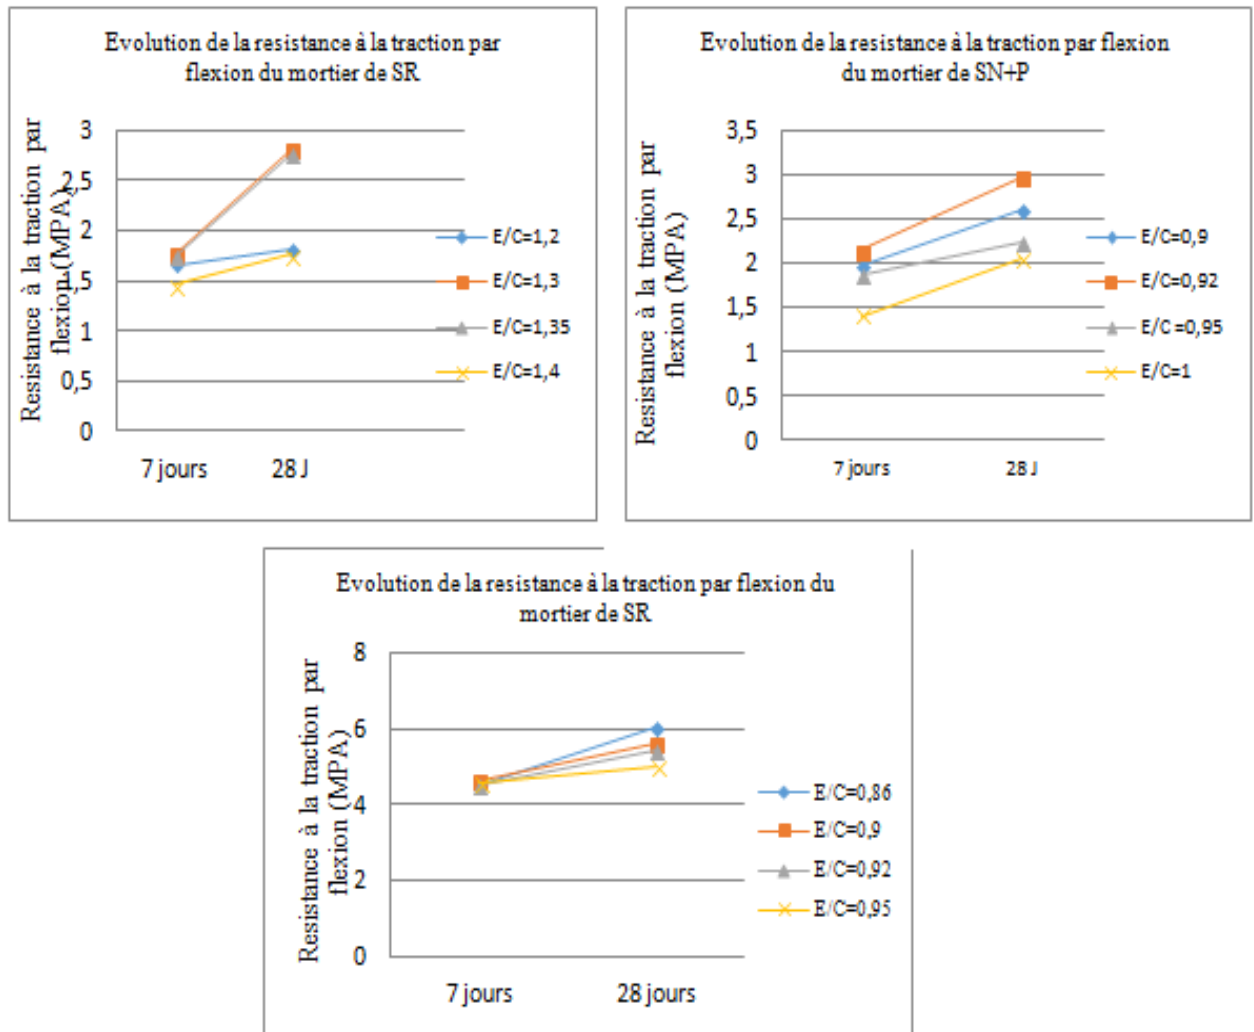 Evolution de la resistance à la traction par
flexion du mortier de SR
Resistance à la traction par
flexion (MPA)
3
2,5
2
1,5
1
0,5
0
7 jours
28 J
E/C=1,2
E/C=1,3
E/C=1,35
E/C=1,4
Evolution de la resistance à la traction par flexion
du mortier de SN+P
Resistance à la traction par
flexion (MPA)
3,5
3
2,5
2
1,5
1
0,5
0
7 jours
28 J
E/C=0,9
E/C=0,92
E/C =0,95
E/C=1
Evolution de la resistance à la traction par flexion du
mortier de SR
Resistance à la traction par
flexion (MPA)
8
6
4
2
0
7 jours
28 jours
E/C=0,86
E/C=0,9
E/C=0,92
E/C=0,95